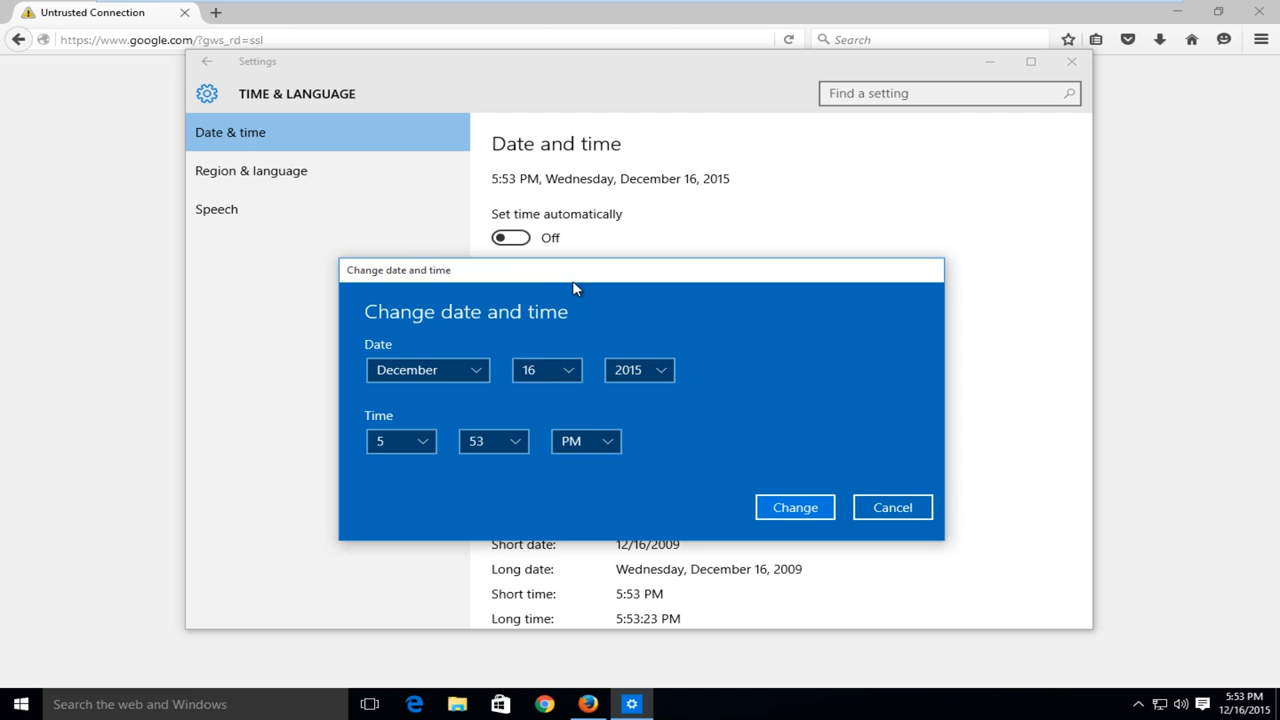 Untrusted Connection
https://www.google.com/?gws_rd=ssl
Search
Settings
TIME & LANGUAGE
Find a setting
Date & time
Region & language
Speech
Date and time
5:53 PM, Wednesday, December 16, 2015
Set time automatically
Off
Change date and time
Change date and time
Date
December 16 2015
Time
5 53 PM
Change Cancel
Short date: 12/16/2009
Long date: Wednesday, December 16, 2009
Short time: 5:53 PM
Long time: 5:53:23 PM
Search the web and Windows
5:53 PM
12/16/2015